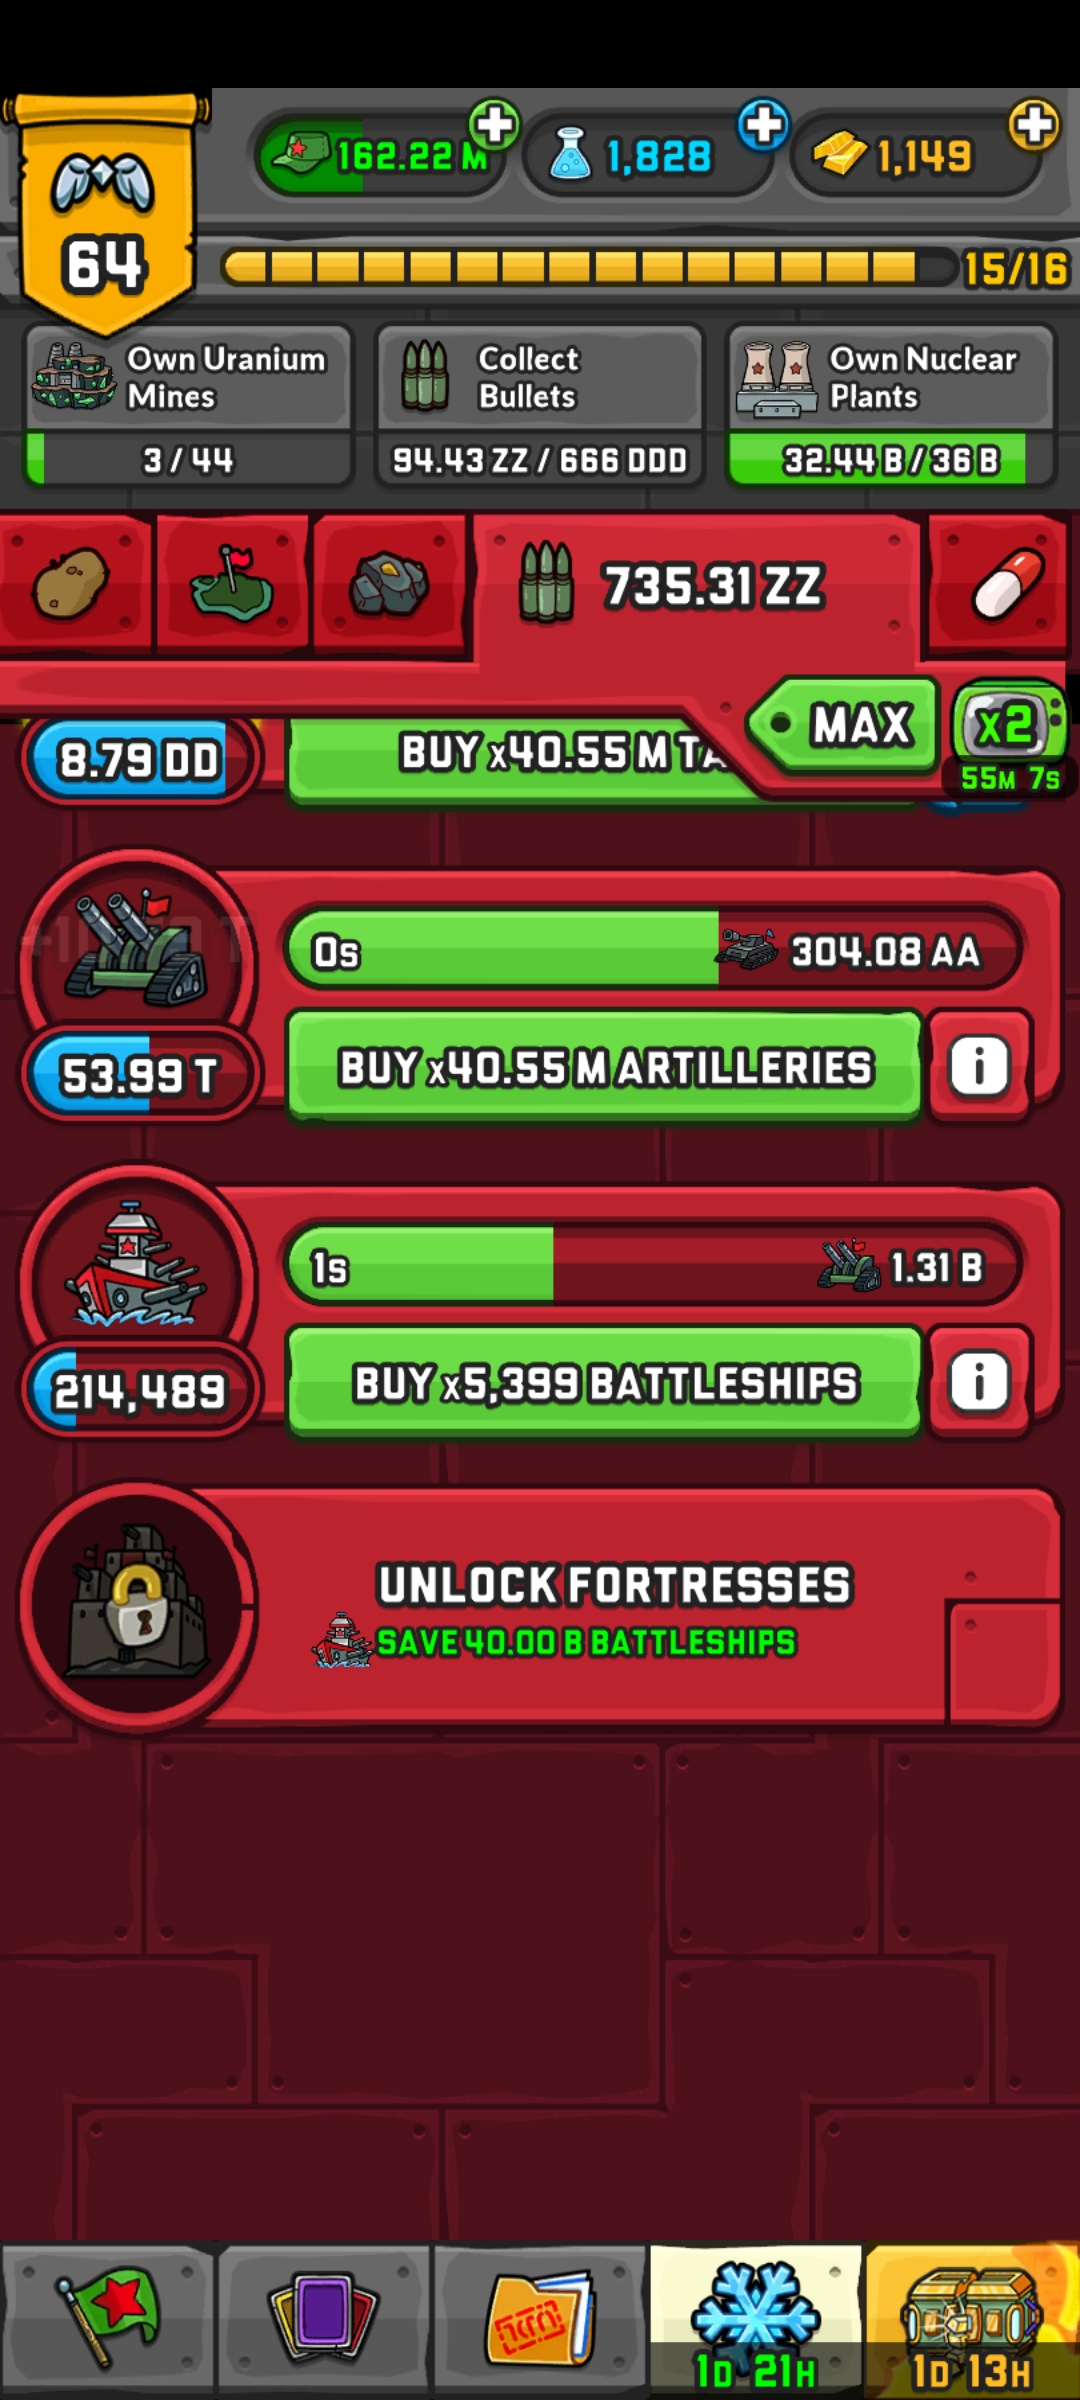 162.22 M
1,828
1,149
64
15/16
Own Uranium
Mines
3 / 44
Collect
Bullets
94.43 ZZ / 666 DDD
Own Nuclear
Plants
32.44 B / 36 B
735.31 ZZ
MAX
x2
55M 7S
8.79 DD
BUY x40.55 M TA
0s
304.08 AA
53.99 T
BUY x40.55 M ARTILLERIES
i
1s
1.31 B
214,489
BUY x5,399 BATTLESHIPS
i
UNLOCK FORTRESSES
SAVE 40.00 B BATTLESHIPS
1D 21H
1D 13H